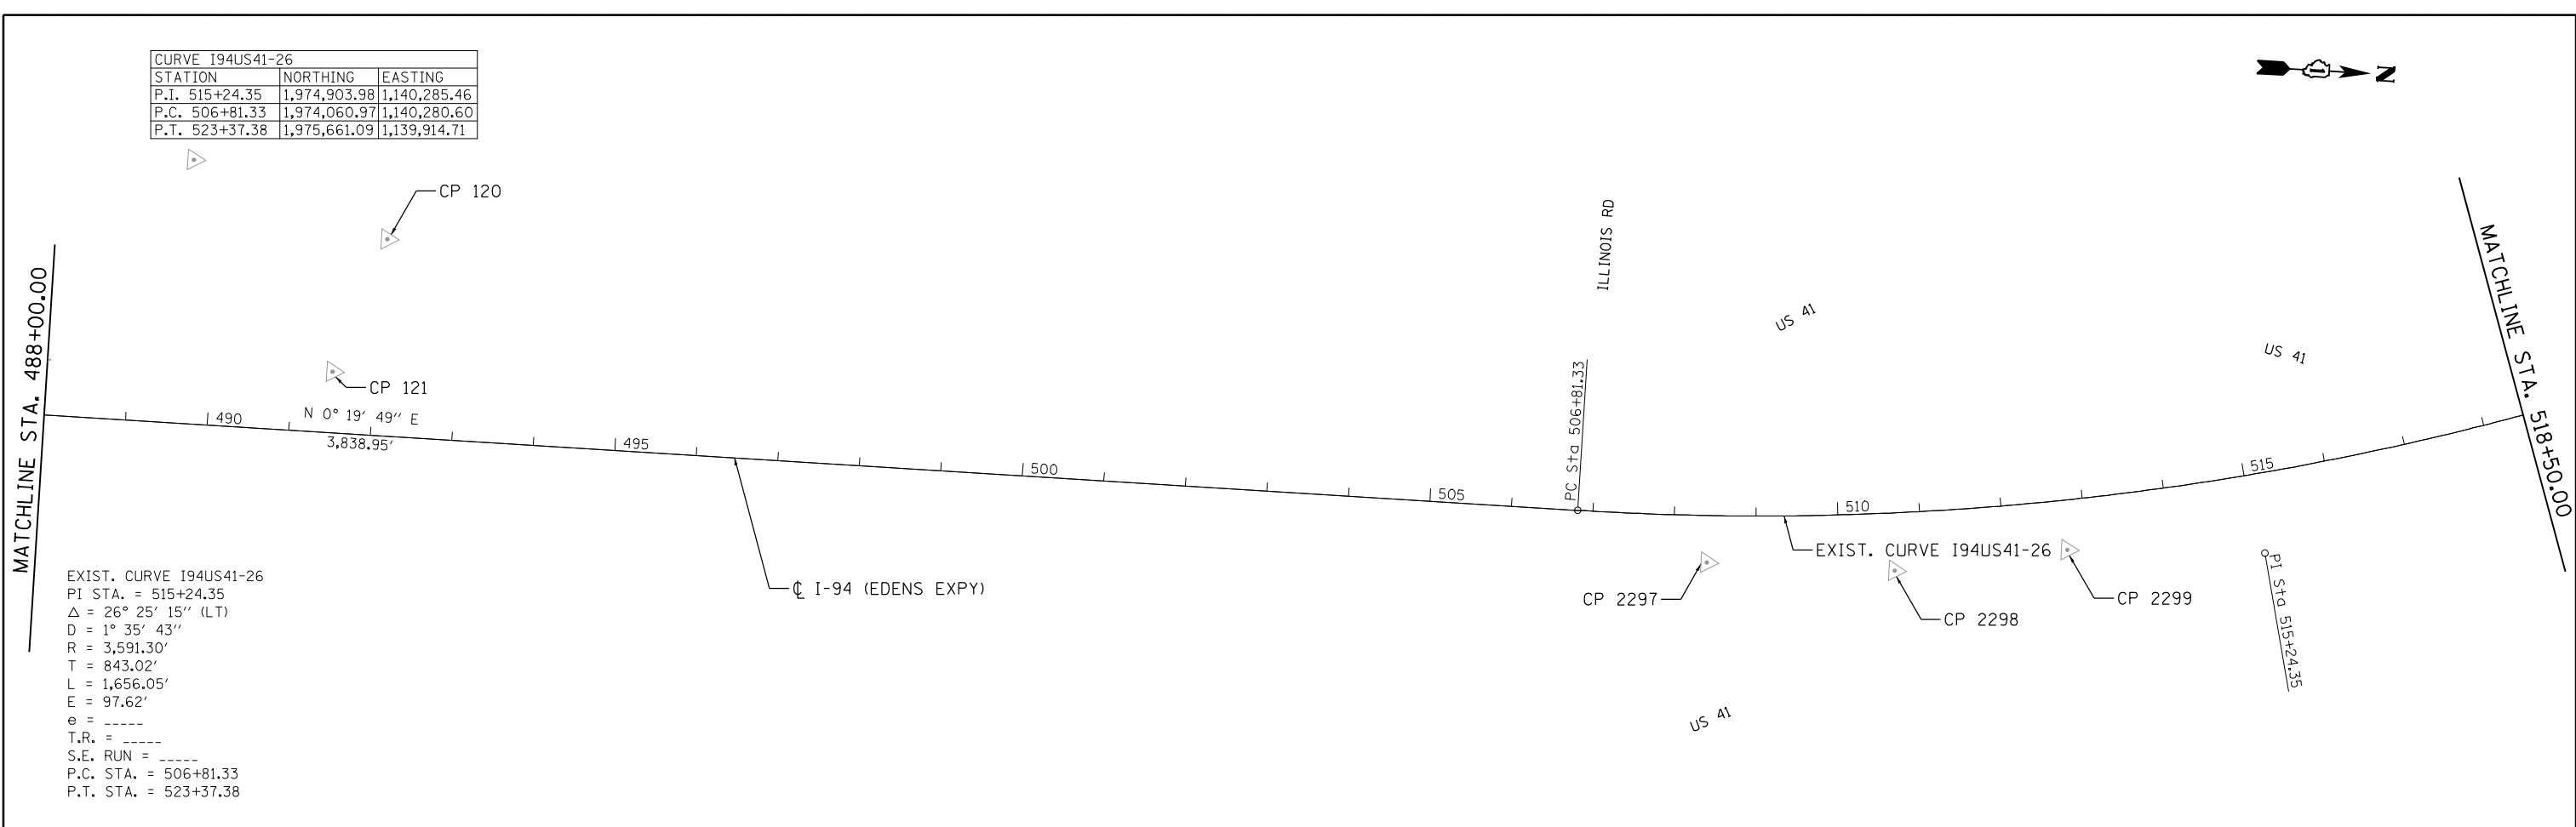 CURVE I94US41-26
STATION NORTHING EASTING
P.I. 515+24.35 1,974,903.98 1,140,285.46
P.C. 506+81.33 1,974,060.97 1,140,280.60
P.T. 523+37.38 1,975,661.09 1,139,914.71
N
CP 120
CP 121
MATCHLINE STA. 488+00.00
490
N 0° 19′ 49″ E
3,838.95′
495
500
505
ILLINOIS RD
PC Sta 506+81.33
US 41
US 41
MATCHLINE STA. 518+50.00
510
515
℄ I-94 (EDENS EXPY)
EXIST. CURVE I94US41-26
CP 2297
CP 2298
CP 2299
PI Sta 515+24.35
US 41
EXIST. CURVE I94US41-26
PI STA. = 515+24.35
△ = 26° 25′ 15″ (LT)
D = 1° 35′ 43″
R = 3,591.30′
T = 843.02′
L = 1,656.05′
E = 97.62′
e = _____
T.R. = _____
S.E. RUN = _____
P.C. STA. = 506+81.33
P.T. STA. = 523+37.38